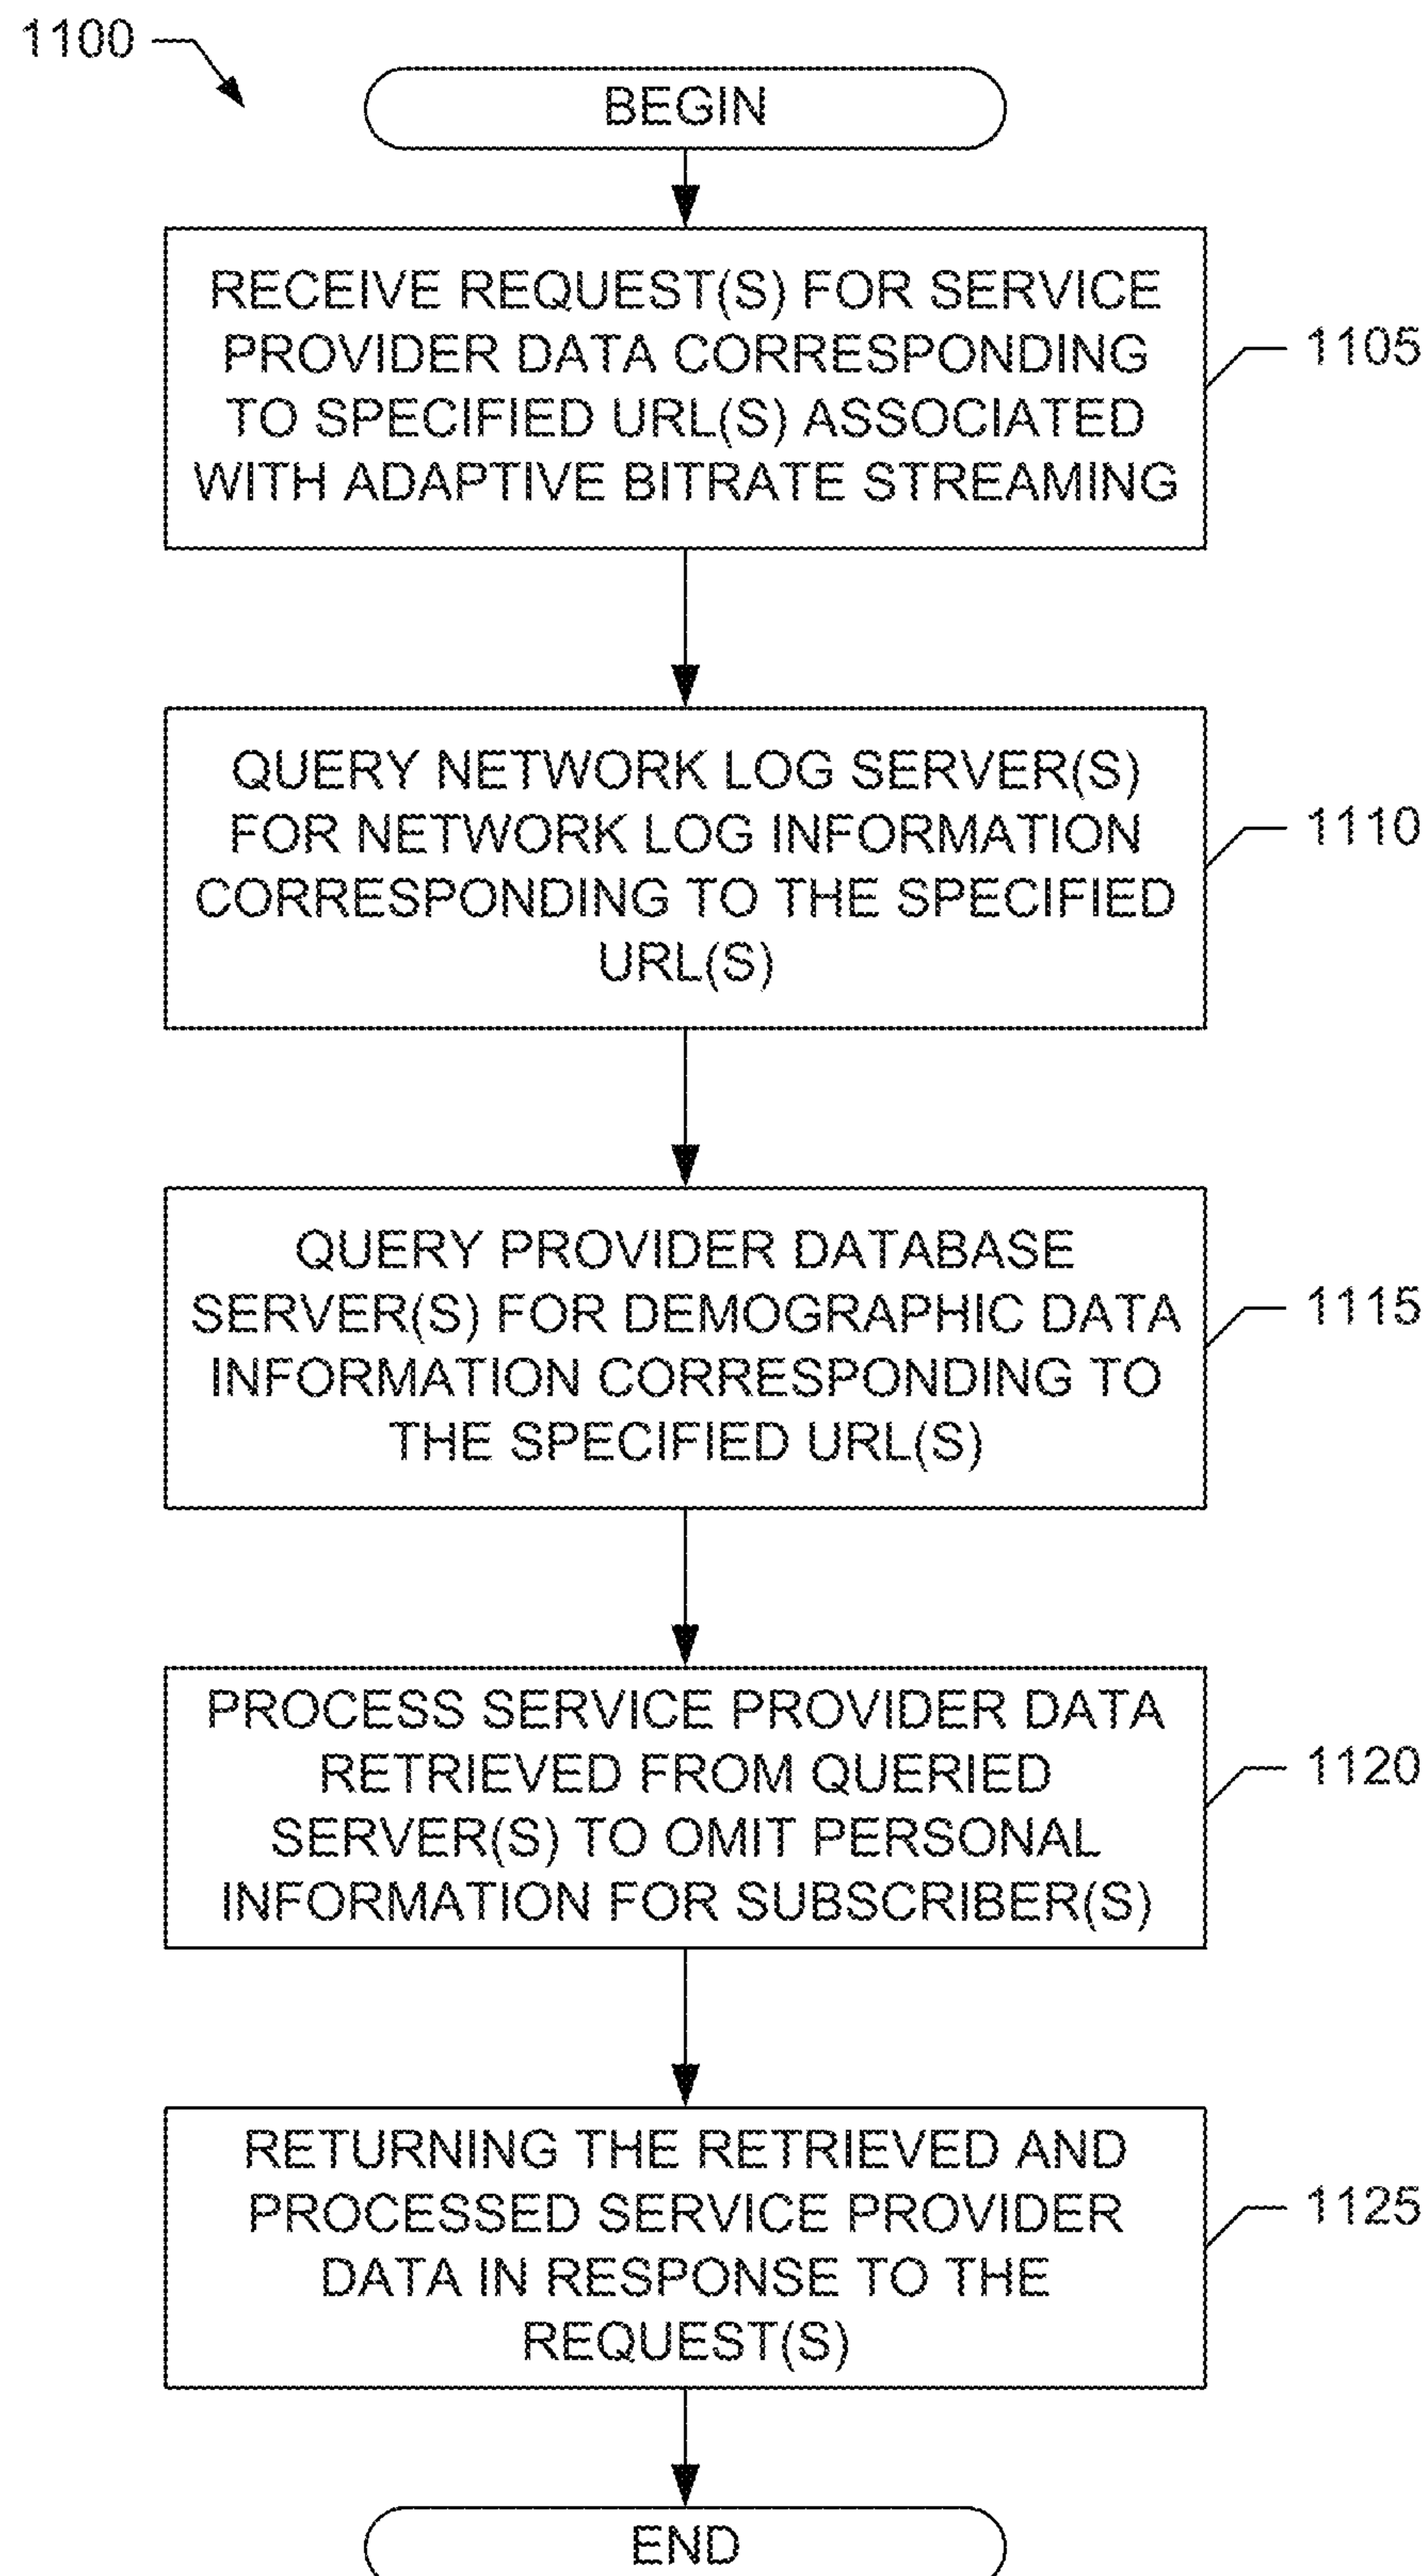 1100
BEGIN
RECEIVE REQUEST(S) FOR SERVICE
PROVIDER DATA CORRESPONDING
TO SPECIFIED URL(S) ASSOCIATED
WITH ADAPTIVE BITRATE STREAMING
1105
QUERY NETWORK LOG SERVER(S)
FOR NETWORK LOG INFORMATION
CORRESPONDING TO THE SPECIFIED
URL(S)
1110
QUERY PROVIDER DATABASE
SERVER(S) FOR DEMOGRAPHIC DATA
INFORMATION CORRESPONDING TO
THE SPECIFIED URL(S)
1115
PROCESS SERVICE PROVIDER DATA
RETRIEVED FROM QUERIED
SERVER(S) TO OMIT PERSONAL
INFORMATION FOR SUBSCRIBER(S)
1120
RETURNING THE RETRIEVED AND
PROCESSED SERVICE PROVIDER
DATA IN RESPONSE TO THE
REQUEST(S)
1125
END